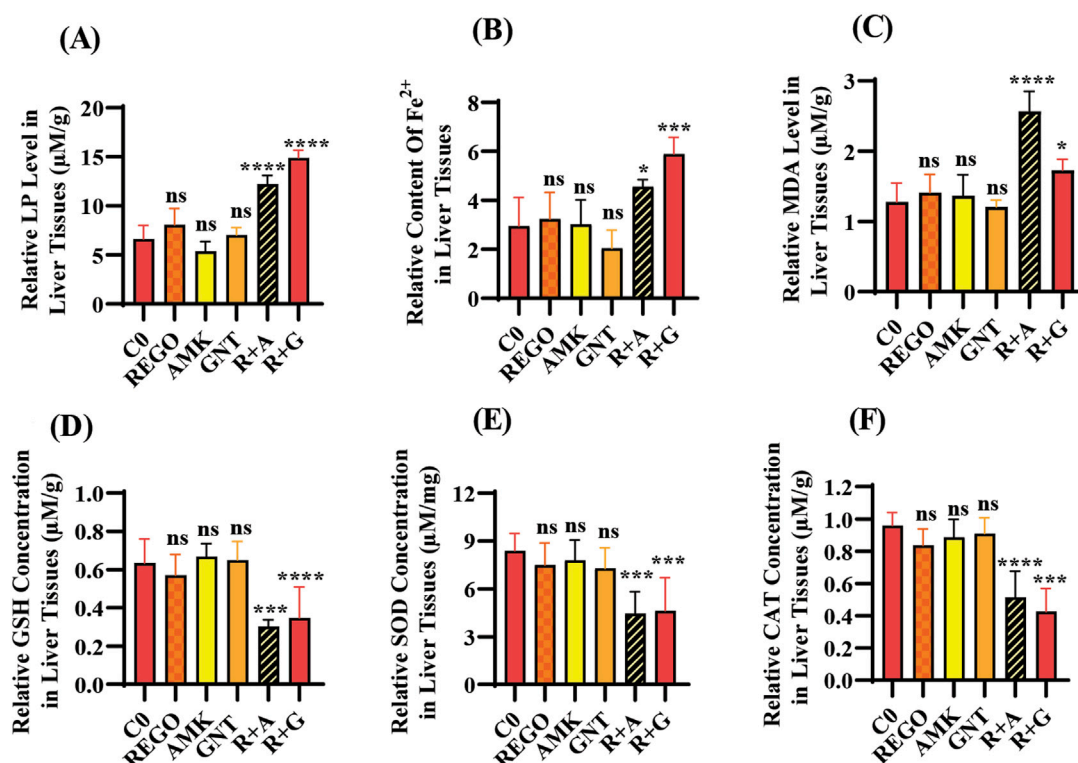 (A)
Relative LP Level in
Liver Tissues (μM/g)
20
15
10
5
0
ns
ns
ns
****
****
C0
REGO
AMK
GNT
R+A
R+G
(B)
Relative Content Of Fe²⁺
in Liver Tissues
8
6
4
2
0
ns
ns
ns
*
***
C0
REGO
AMK
GNT
R+A
R+G
(C)
Relative MDA Level in
Liver Tissues (μM/g)
3
2
1
0
ns
ns
ns
****
*
C0
REGO
AMK
GNT
R+A
R+G
(D)
Relative GSH Concentration
in Liver Tissues (μM/g)
1.0
0.8
0.6
0.4
0.2
0.0
ns
ns
ns
***
****
C0
REGO
AMK
GNT
R+A
R+G
(E)
Relative SOD Concentration
in Liver Tissues (μM/mg)
12
9
6
3
0
ns
ns
ns
***
***
C0
REGO
AMK
GNT
R+A
R+G
(F)
Relative CAT Concentration
in Liver Tissues (μM/g)
1.2
1.0
0.8
0.6
0.4
0.2
0.0
ns
ns
ns
****
***
C0
REGO
AMK
GNT
R+A
R+G